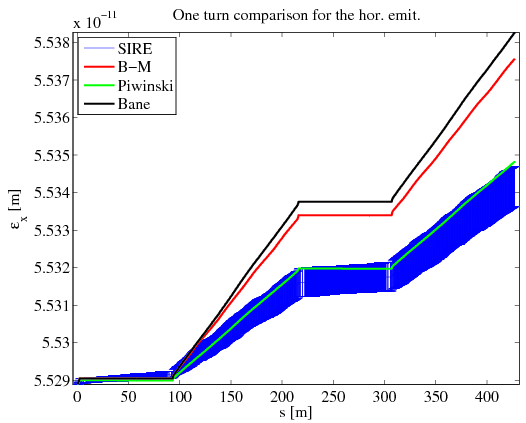 One turn comparison for the hor. emit.
x 10⁻¹¹
SIRE
B−M
Piwinski
Bane
5.538
5.537
5.536
5.535
5.534
5.533
5.532
5.531
5.53
5.529
εₓ [m]
0 50 100 150 200 250 300 350 400
s [m]